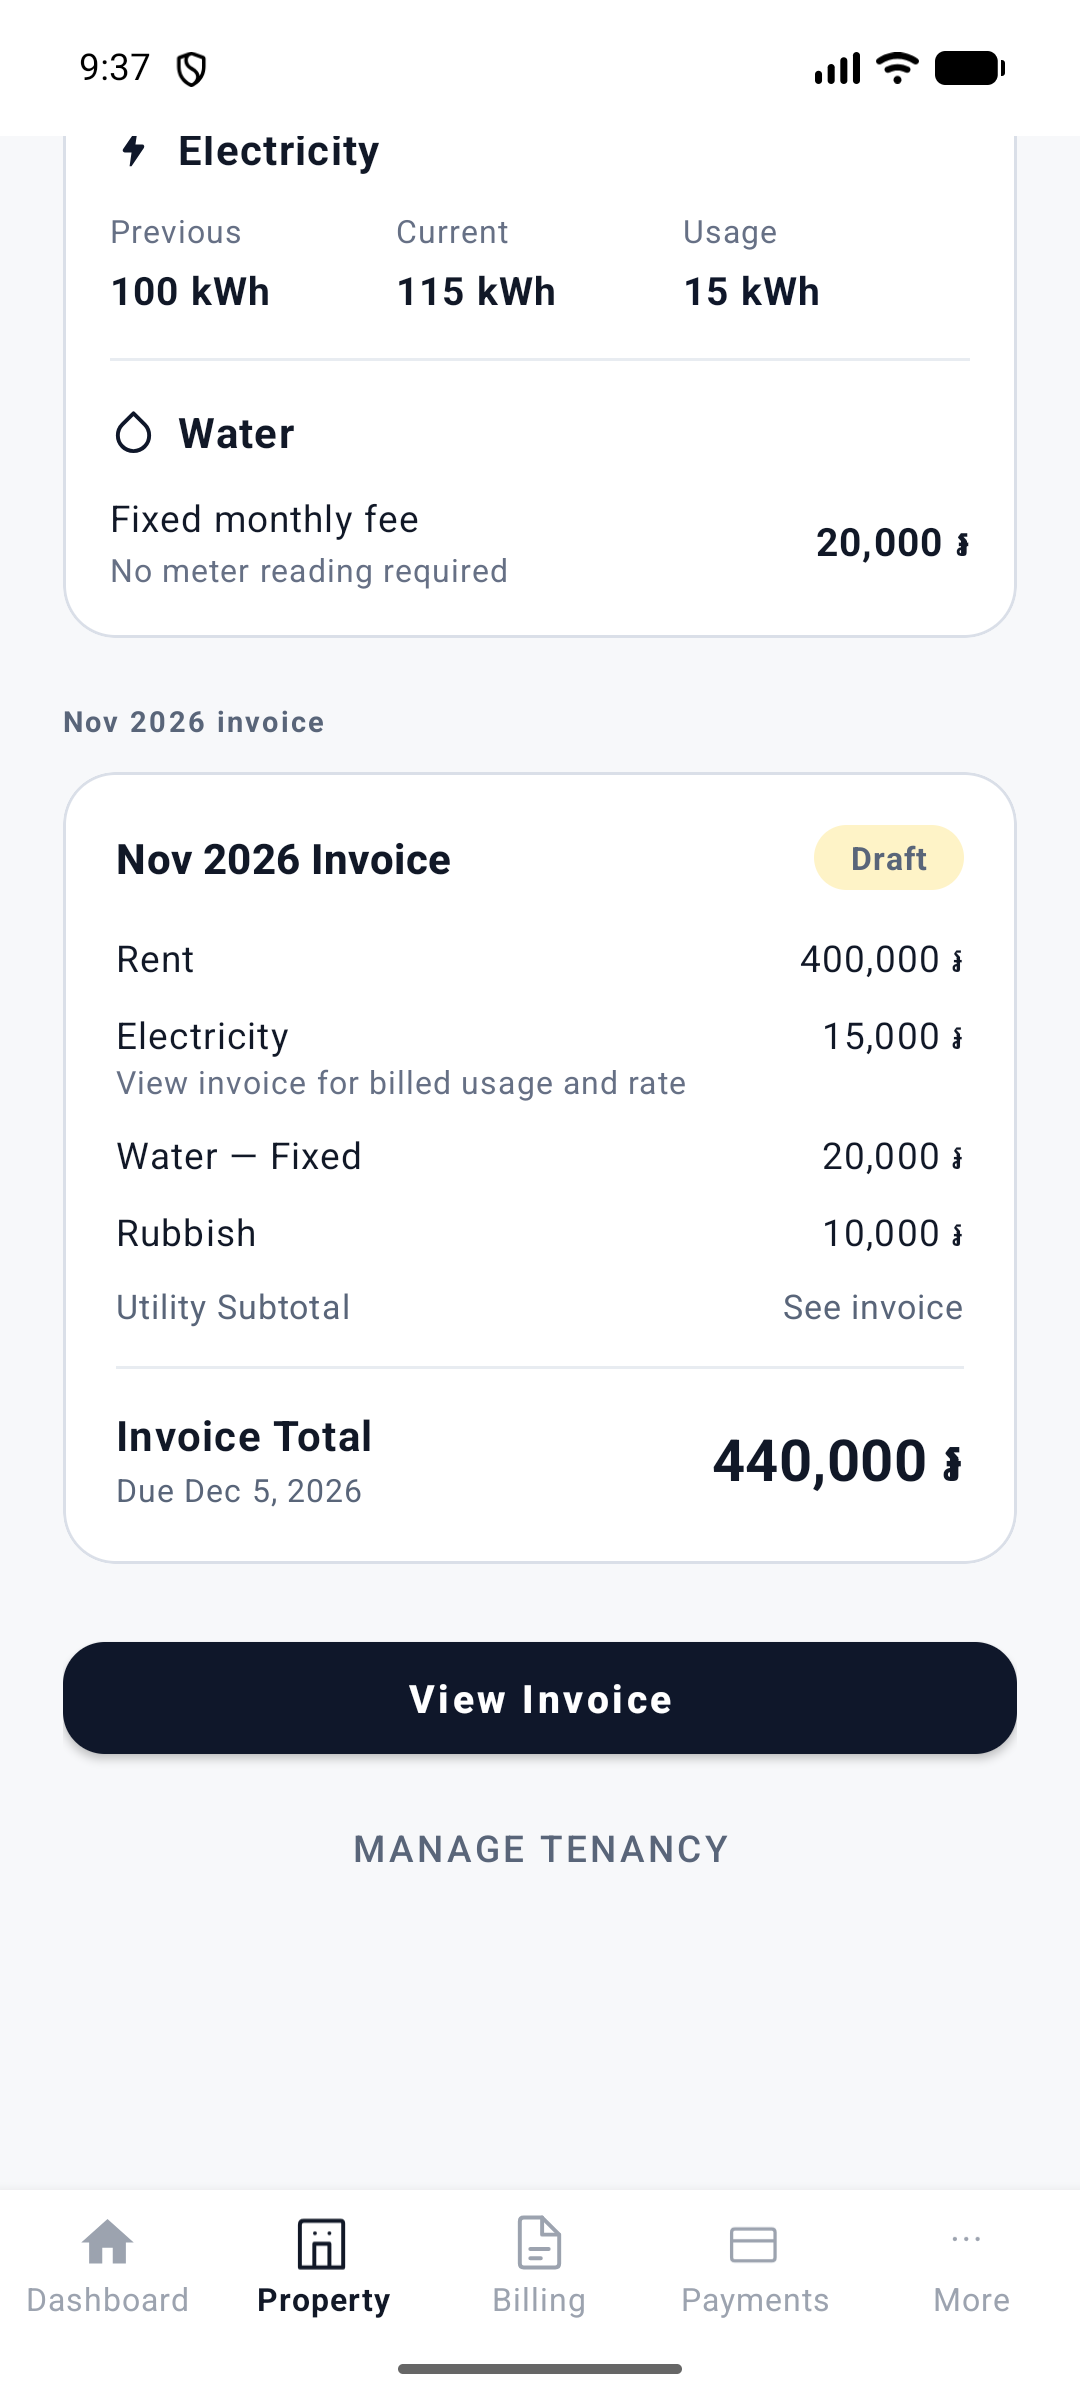 9:37
Electricity
Previous Current Usage
100 kWh 115 kWh 15 kWh
Water
Fixed monthly fee
20,000 ៛
No meter reading required
Nov 2026 invoice
Nov 2026 Invoice Draft
Rent 400,000 ៛
Electricity 15,000 ៛
View invoice for billed usage and rate
Water — Fixed 20,000 ៛
Rubbish 10,000 ៛
Utility Subtotal See invoice
Invoice Total 440,000 ៛
Due Dec 5, 2026
View Invoice
MANAGE TENANCY
Dashboard Property Billing Payments More